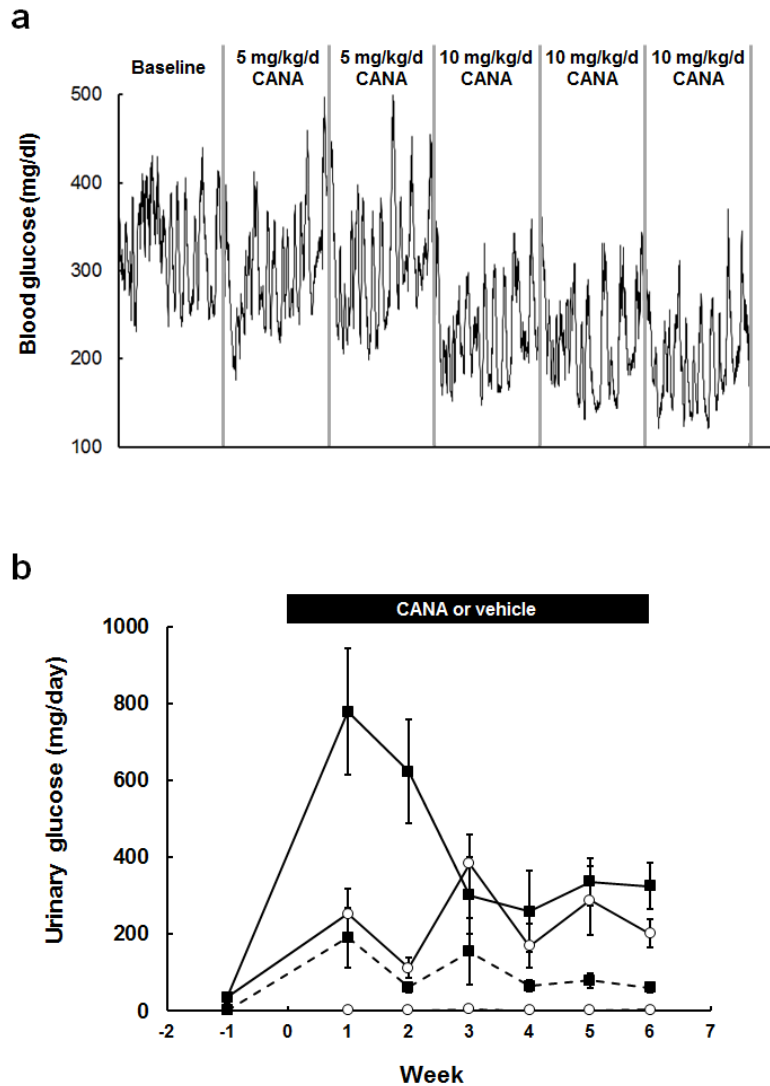 a
Baseline
5 mg/kg/d
CANA
5 mg/kg/d
CANA
10 mg/kg/d
CANA
10 mg/kg/d
CANA
10 mg/kg/d
CANA
500
400
300
200
100
Blood glucose (mg/dl)
b
CANA or vehicle
1000
800
600
400
200
0
Urinary glucose (mg/day)
-2 -1 0 1 2 3 4 5 6 7
Week